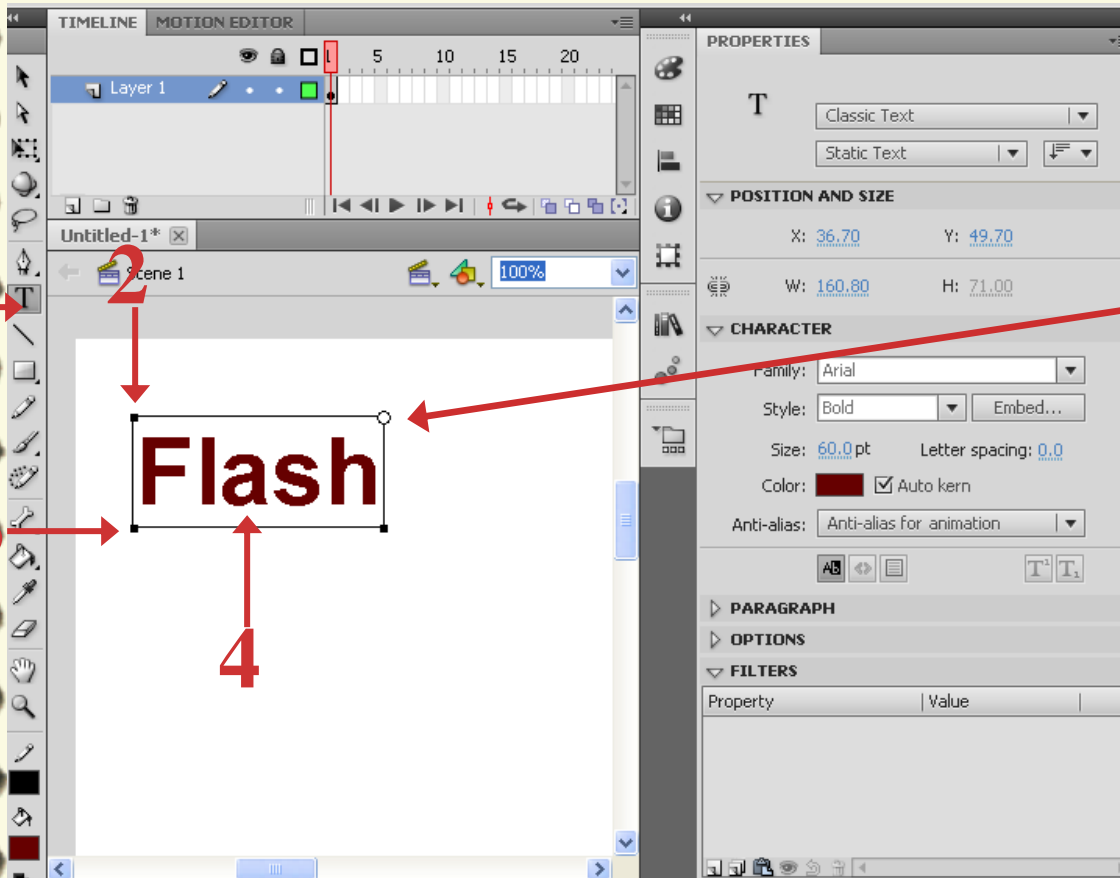 TIMELINE MOTION EDITOR
1 5 10 15 20
Layer 1
Untitled-1*
Scene 1 100%
2
Flash
4
T
PROPERTIES
T Classic Text
Static Text
POSITION AND SIZE
X: 36.70 Y: 49.70
W: 160.80 H: 71.00
CHARACTER
Family: Arial
Style: Bold Embed...
Size: 60.0 pt Letter spacing: 0.0
Color: Auto kern
Anti-alias: Anti-alias for animation
AB T¹ T₁
PARAGRAPH
OPTIONS
FILTERS
Property Value